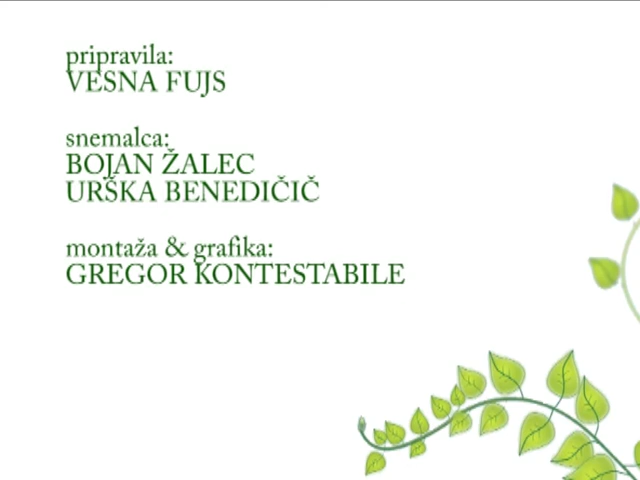 pripravila:
VESNA FUJS
snemalca:
BOJAN ŽALEC
URŠKA BENEDIČIČ
montaža & grafika:
GREGOR KONTESTABILE